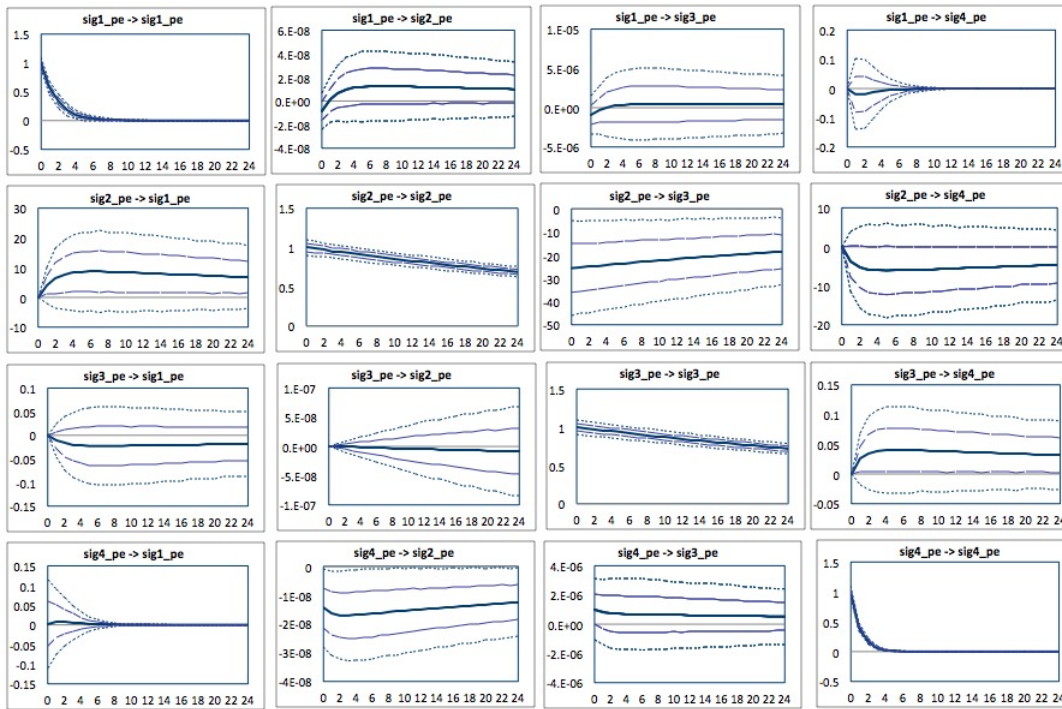 sig1_pe -> sig1_pe
1.5
1
0.5
0
-0.5
0 2 4 6 8 10 12 14 16 18 20 22 24
sig1_pe -> sig2_pe
6.E-08
4.E-08
2.E-08
0.E+00
-2.E-08
-4.E-08
0 2 4 6 8 10 12 14 16 18 20 22 24
sig1_pe -> sig3_pe
1.E-05
5.E-06
0.E+00
-5.E-06
0 2 4 6 8 10 12 14 16 18 20 22 24
sig1_pe -> sig4_pe
0.2
0.1
0
-0.1
-0.2
0 2 4 6 8 10 12 14 16 18 20 22 24
sig2_pe -> sig1_pe
30
20
10
0
-10
0 2 4 6 8 10 12 14 16 18 20 22 24
sig2_pe -> sig2_pe
1.5
1
0.5
0
0 2 4 6 8 10 12 14 16 18 20 22 24
sig2_pe -> sig3_pe
0
-10
-20
-30
-40
-50
0 2 4 6 8 10 12 14 16 18 20 22 24
sig2_pe -> sig4_pe
10
0
-10
-20
0 2 4 6 8 10 12 14 16 18 20 22 24
sig3_pe -> sig1_pe
0.1
0.05
0
-0.05
-0.1
-0.15
0 2 4 6 8 10 12 14 16 18 20 22 24
sig3_pe -> sig2_pe
1.E-07
5.E-08
0.E+00
-5.E-08
-1.E-07
0 2 4 6 8 10 12 14 16 18 20 22 24
sig3_pe -> sig3_pe
1.5
1
0.5
0
0 2 4 6 8 10 12 14 16 18 20 22 24
sig3_pe -> sig4_pe
0.15
0.1
0.05
0
-0.05
0 2 4 6 8 10 12 14 16 18 20 22 24
sig4_pe -> sig1_pe
0.15
0.1
0.05
0
-0.05
-0.1
-0.15
0 2 4 6 8 10 12 14 16 18 20 22 24
sig4_pe -> sig2_pe
0
-1.E-08
-2.E-08
-3.E-08
-4.E-08
0 2 4 6 8 10 12 14 16 18 20 22 24
sig4_pe -> sig3_pe
4.E-06
2.E-06
0.E+00
-2.E-06
-4.E-06
0 2 4 6 8 10 12 14 16 18 20 22 24
sig4_pe -> sig4_pe
1.5
1
0.5
0
-0.5
0 2 4 6 8 10 12 14 16 18 20 22 24